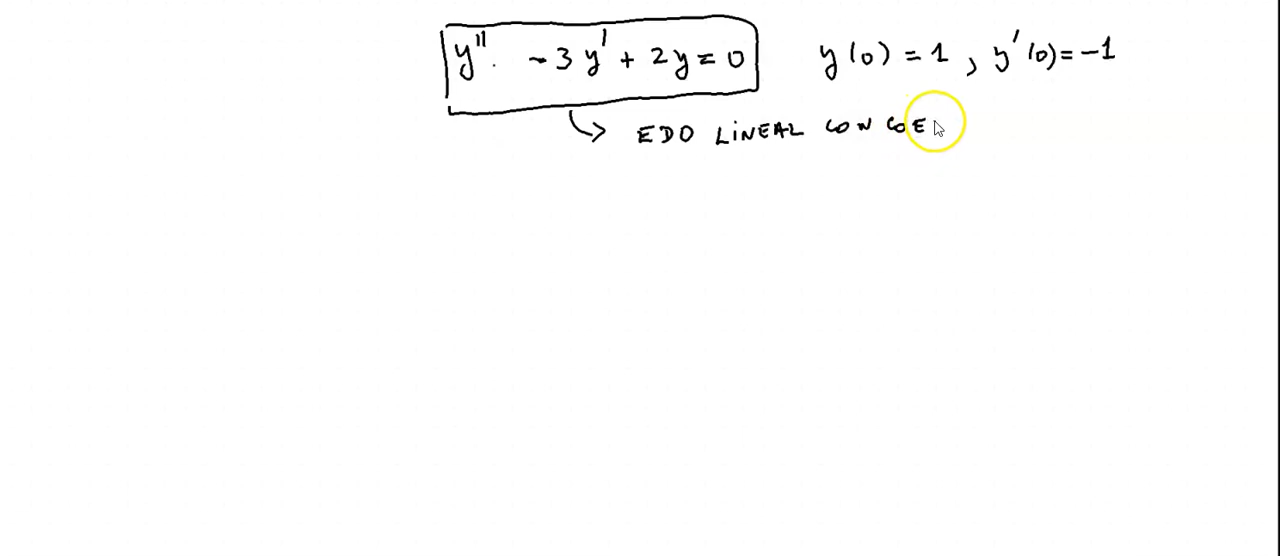 y'' - 3y' + 2y = 0 y(0) = 1, y'(0) = -1
EDO LINEAL CON COE